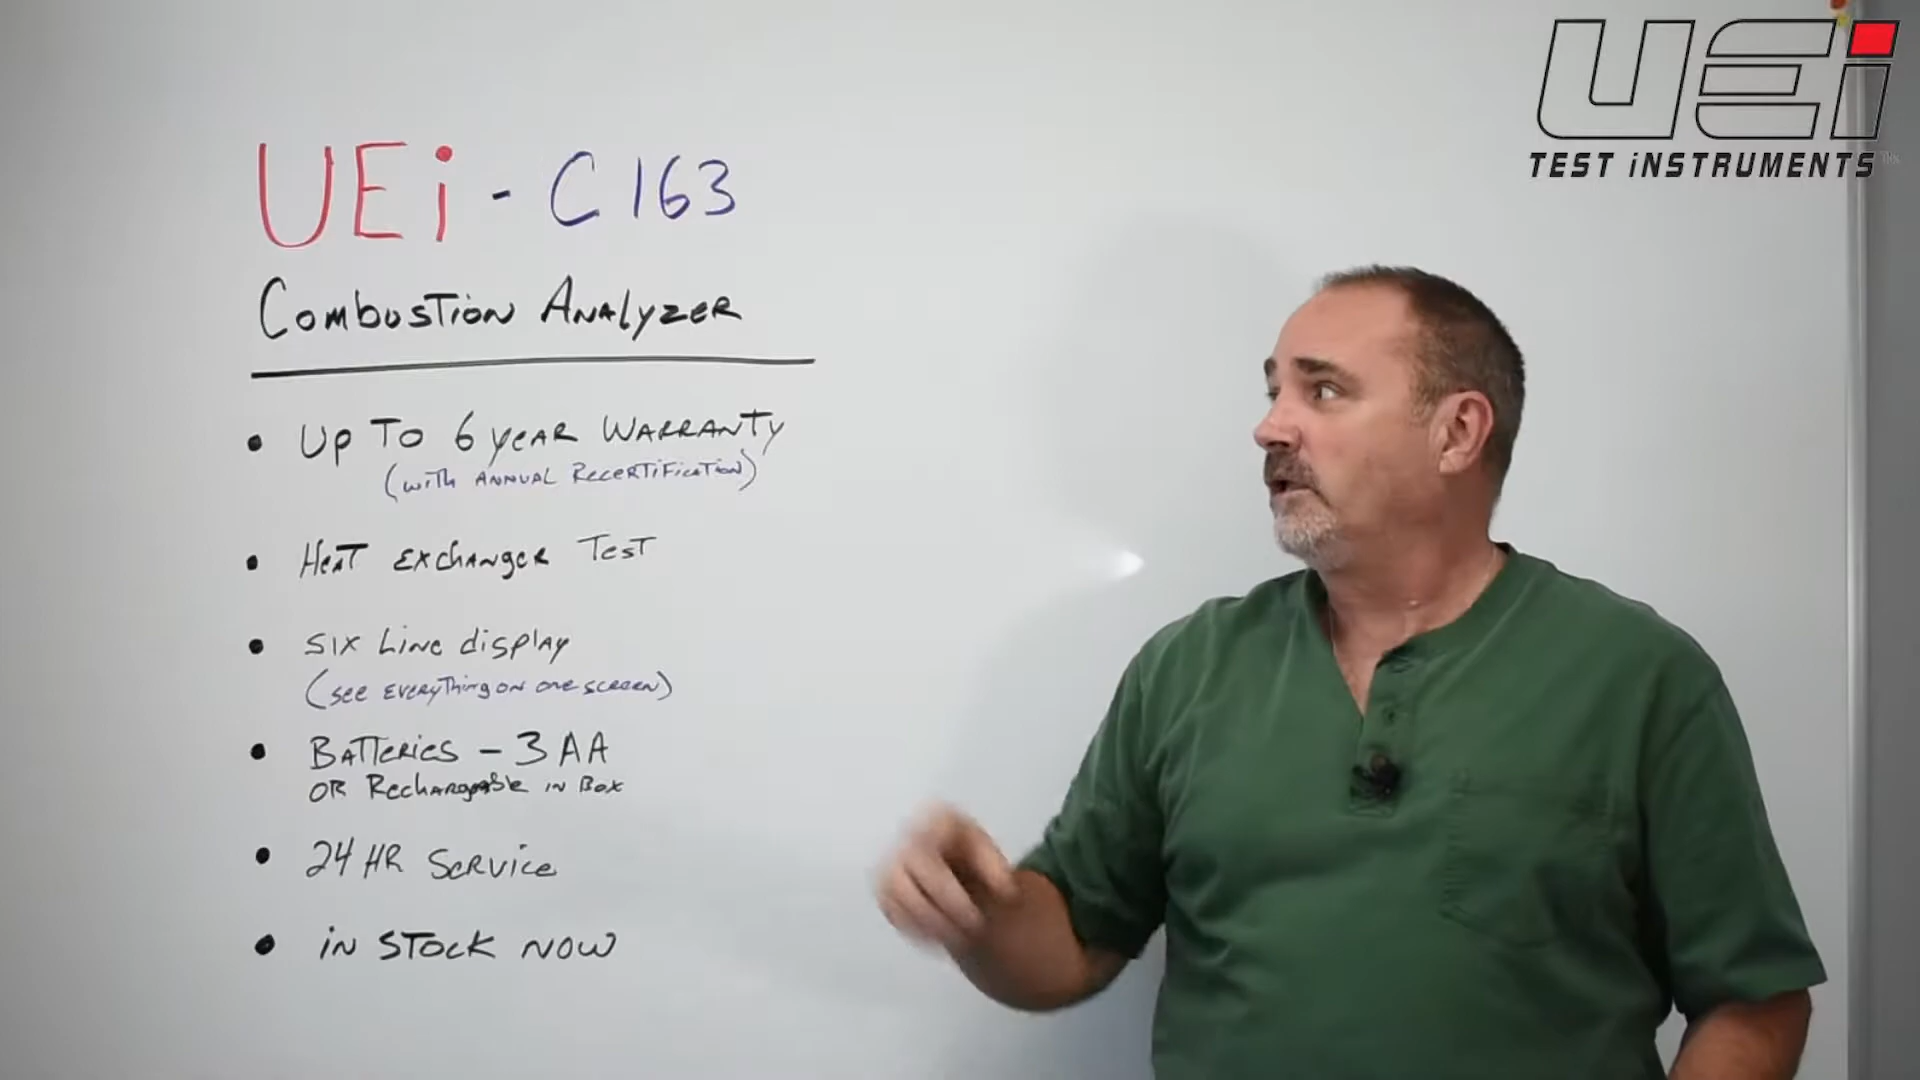 UEi - C163
Combustion Analyzer
• Up To 6 year Warranty
(with Annual Recertification)
• Heat Exchanger Test
• Six Line display
(see everything on one screen)
• Batteries - 3 AA
OR Rechargeable in Box
• 24 HR Service
• in STOCK NOW
UEi
TEST iNSTRUMENTS™